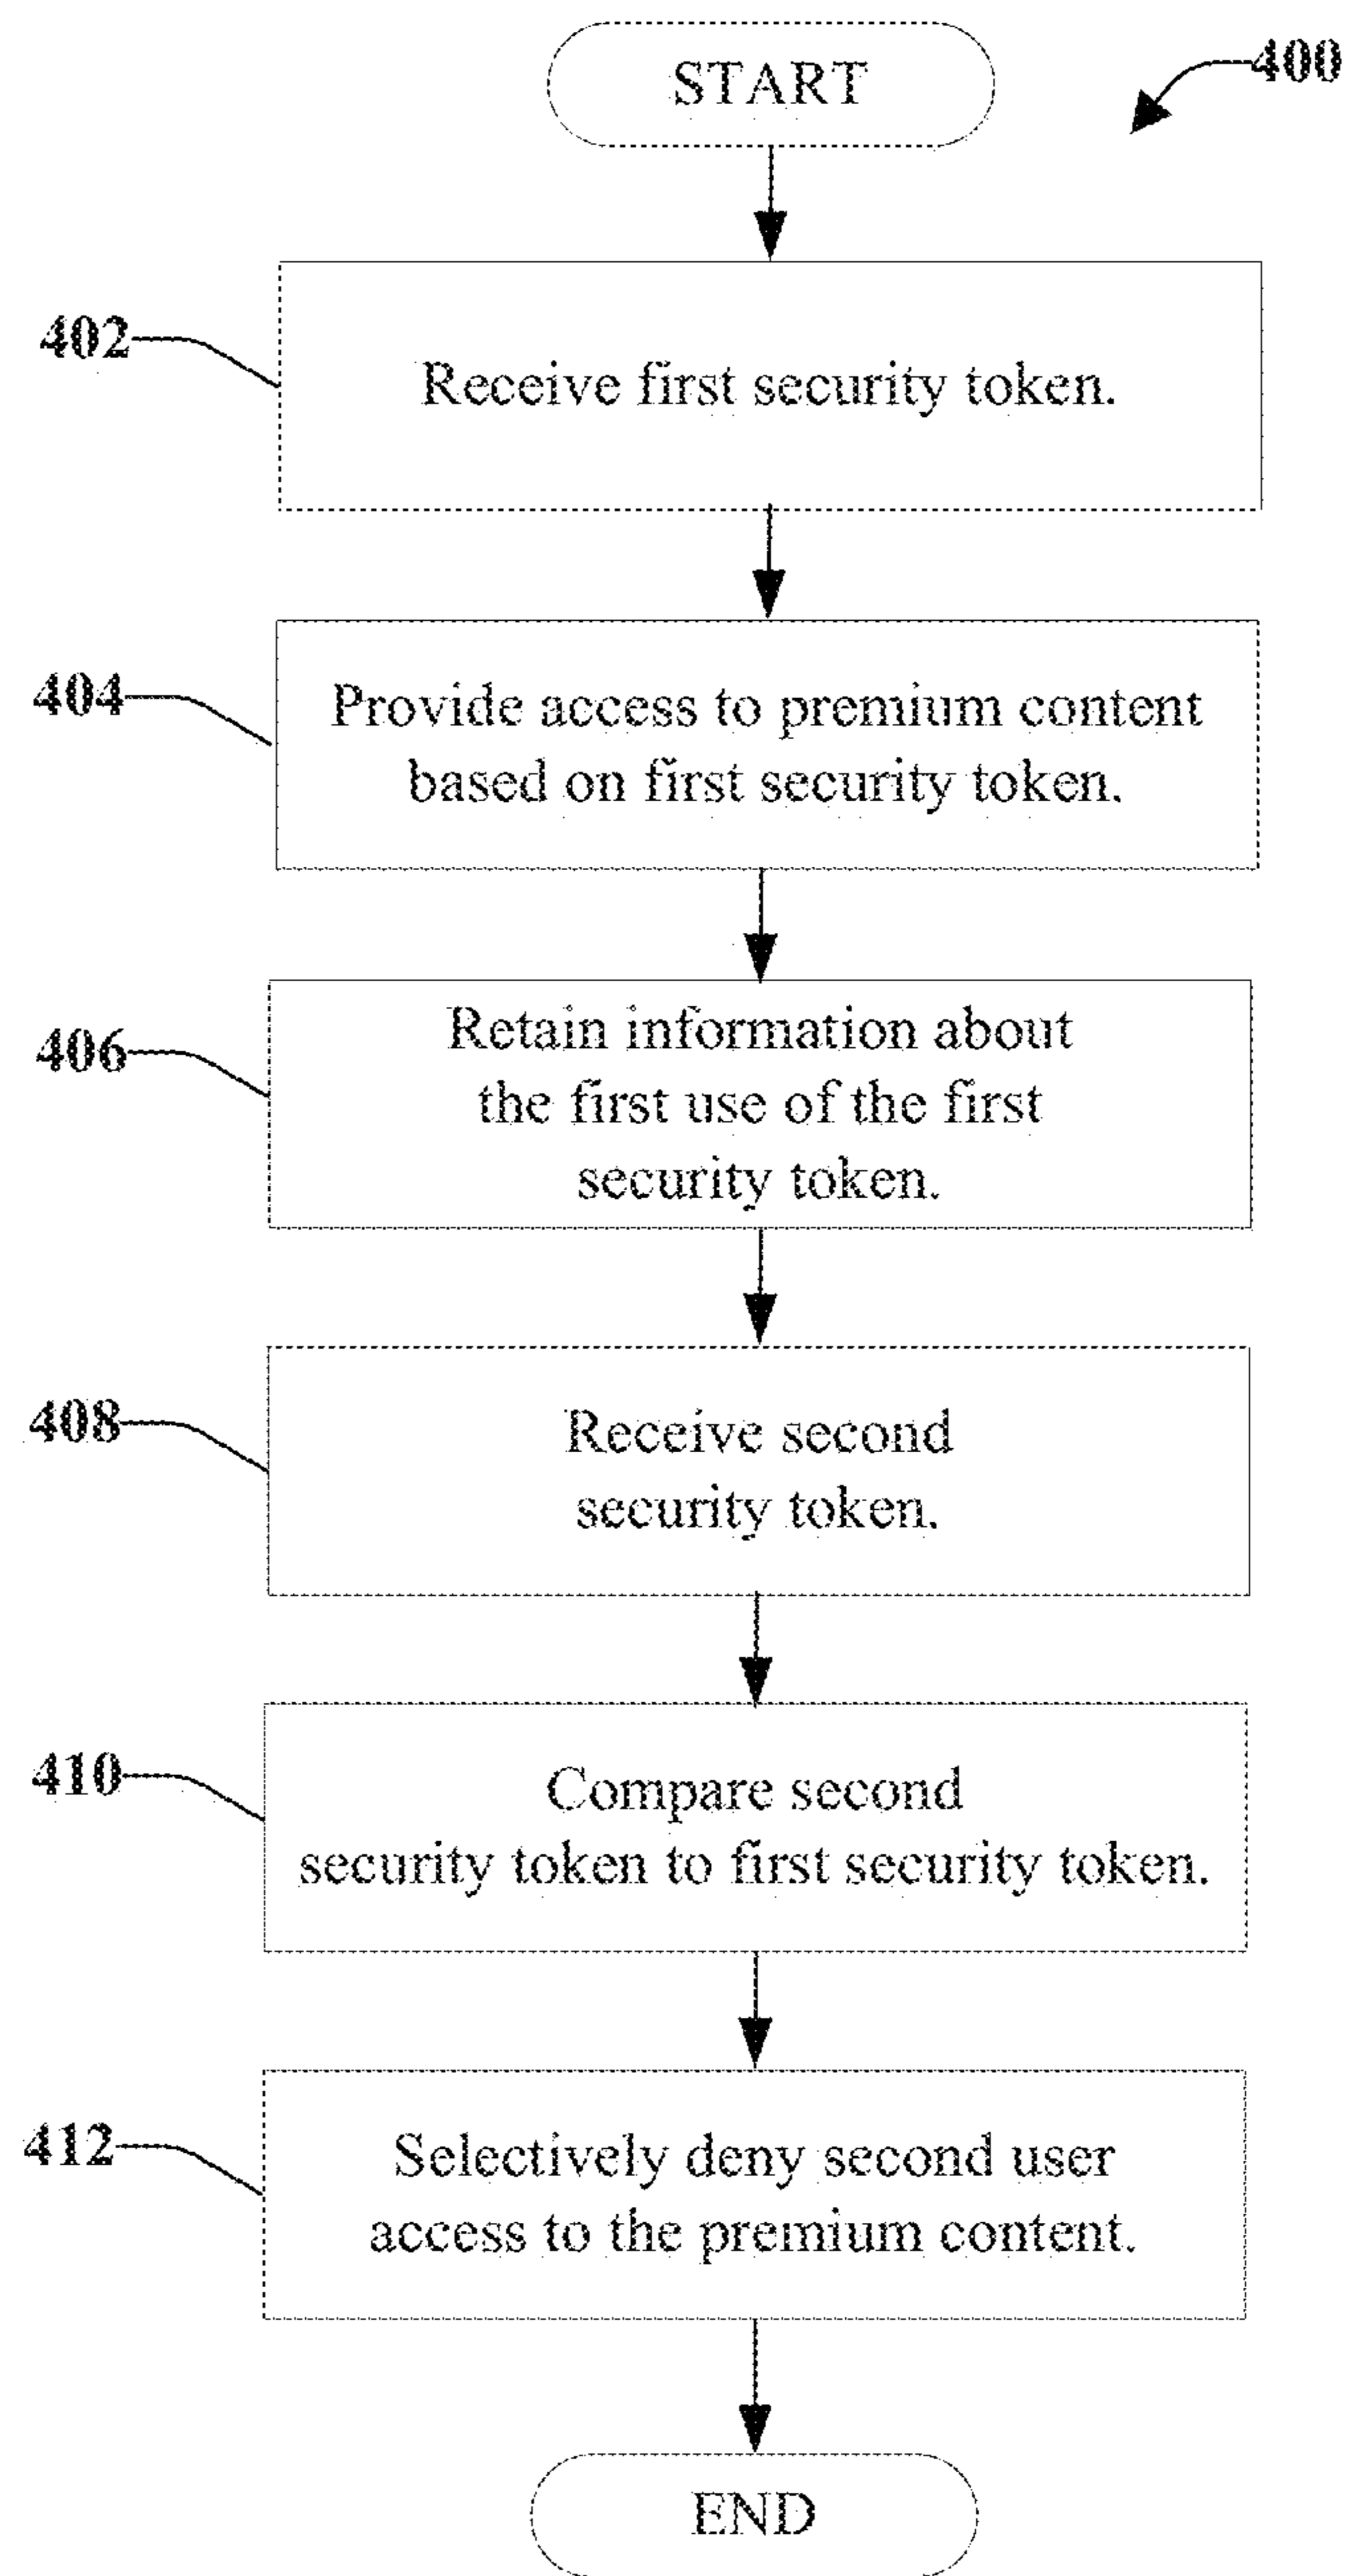 START
400
402
Receive first security token.
404
Provide access to premium content
based on first security token.
406
Retain information about
the first use of the first
security token.
408
Receive second
security token.
410
Compare second
security token to first security token.
412
Selectively deny second user
access to the premium content.
END